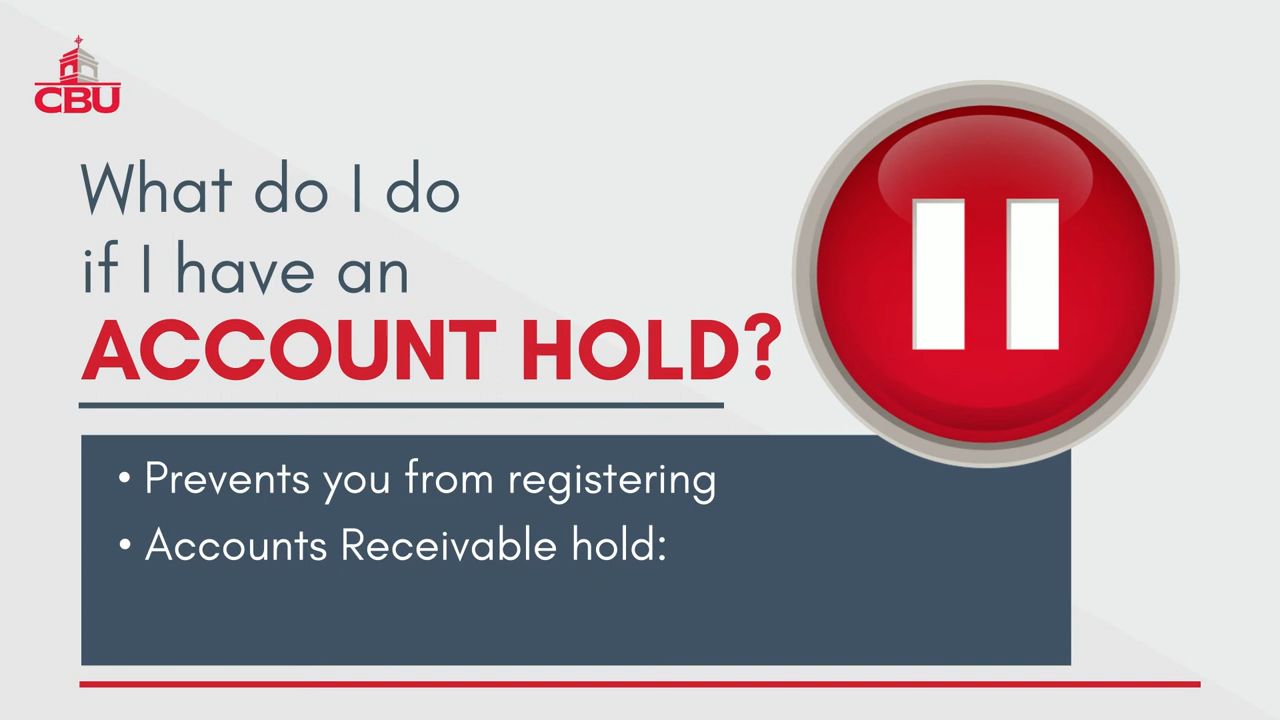 CBU
What do I do
if I have an
ACCOUNT HOLD?
• Prevents you from registering
• Accounts Receivable hold: